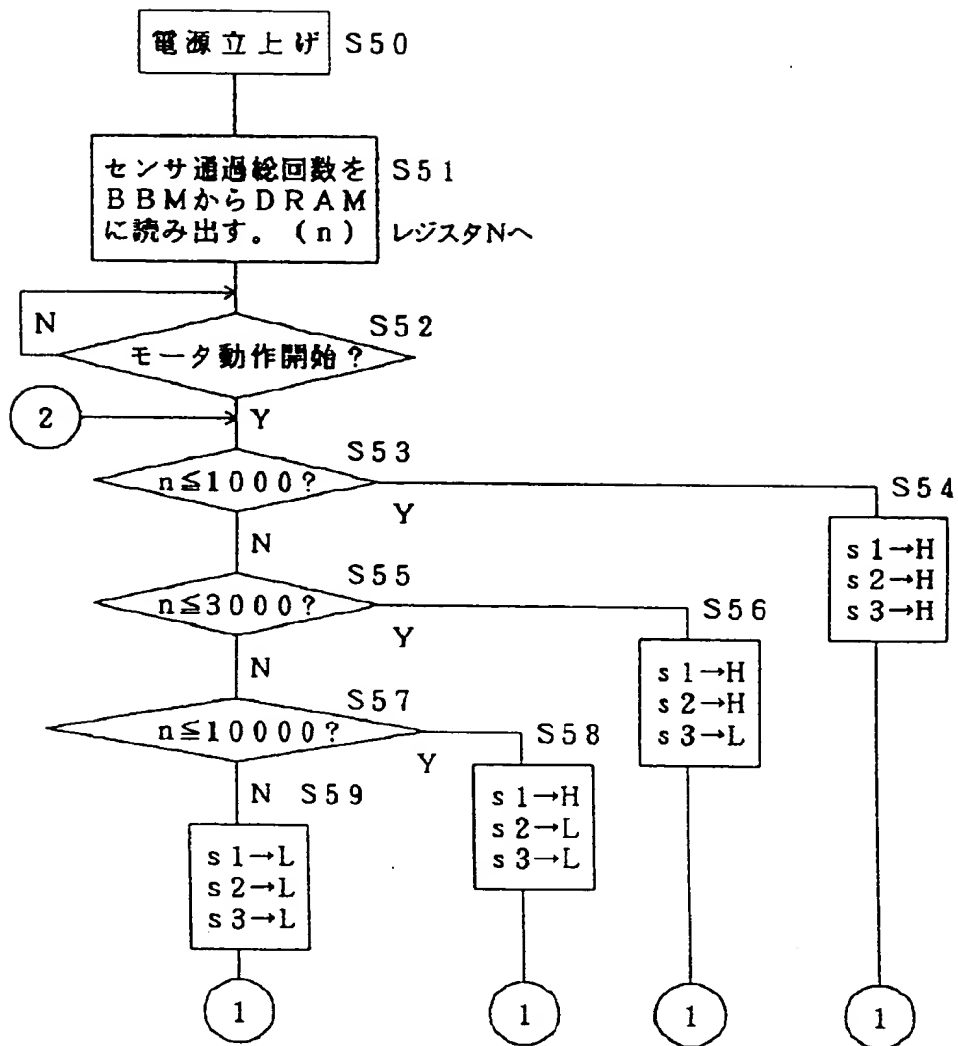 電源立上げ S50
センサ通過総回数を S51
BBMからDRAM
に読み出す。(n) レジスタNへ
N
S52
モータ動作開始?
2
Y
S53
n≦1000?
Y
S54
N
s1→H
s2→H
s3→H
S55
n≦3000?
Y
S56
N
s1→H
s2→H
s3→L
S57
n≦10000?
Y
S58
N S59
s1→H
s2→L
s3→L
s1→L
s2→L
s3→L
1
1
1
1